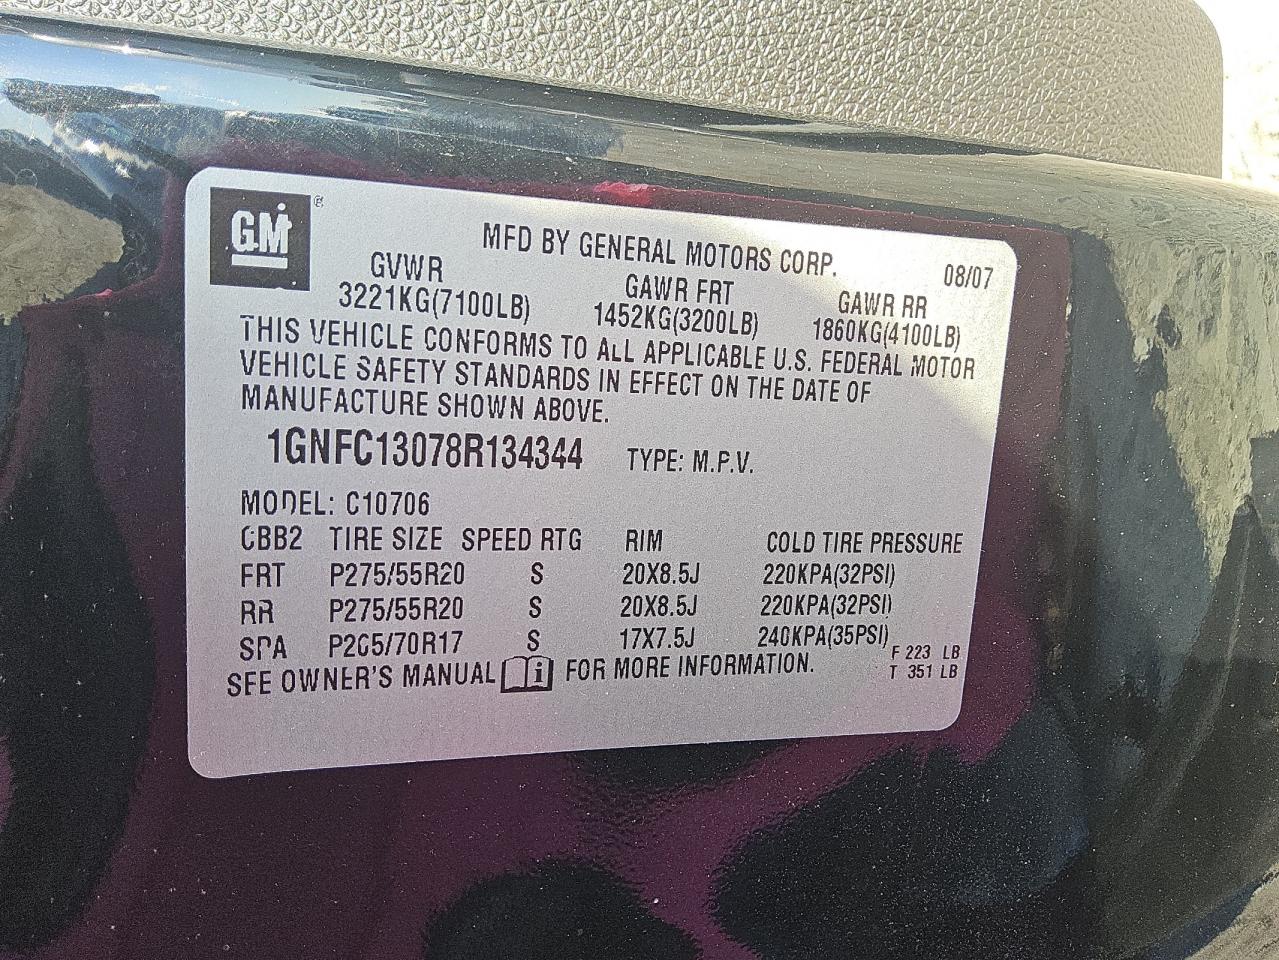 GM ®
MFD BY GENERAL MOTORS CORP. 08/07
GVWR GAWR FRT GAWR RR
3221KG(7100LB) 1452KG(3200LB) 1860KG(4100LB)
THIS VEHICLE CONFORMS TO ALL APPLICABLE U.S. FEDERAL MOTOR
VEHICLE SAFETY STANDARDS IN EFFECT ON THE DATE OF
MANUFACTURE SHOWN ABOVE.
1GNFC13078R134344 TYPE: M.P.V.
MODEL: C10706
CBB2 TIRE SIZE SPEED RTG RIM COLD TIRE PRESSURE
FRT P275/55R20 S 20X8.5J 220KPA(32PSI)
RR P275/55R20 S 20X8.5J 220KPA(32PSI)
SPA P265/70R17 S 17X7.5J 240KPA(35PSI)
F 223 LB
T 351 LB
SEE OWNER'S MANUAL i FOR MORE INFORMATION.